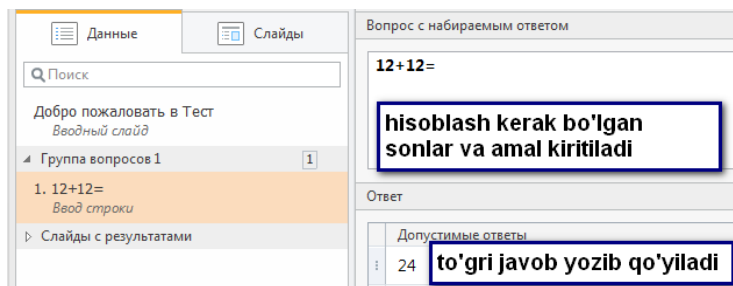 Данные
Слайды
Поиск
Добро пожаловать в Тест
Вводный слайд
Группа вопросов 1
1
1. 12+12=
Ввод строки
Слайды с результатами
Вопрос с набираемым ответом
12+12=
hisoblash kerak bo'lgan
sonlar va amal kiritiladi
Ответ
Допустимые ответы
24
to'gri javob yozib qo'yiladi